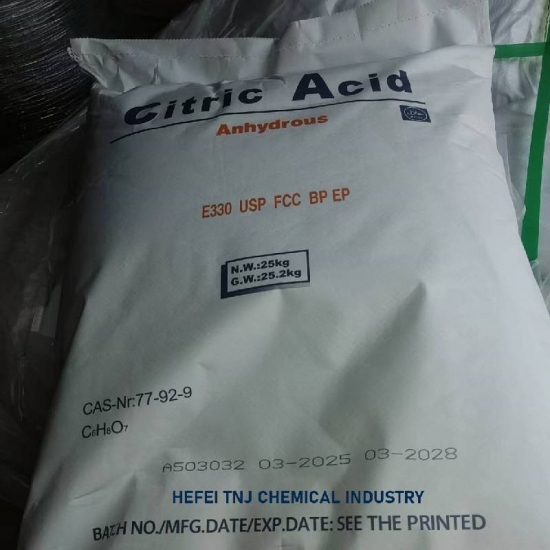 Citric Acid
Anhydrous
E330 USP FCC BP EP
N.W.:25kg
G.W.:25.2kg
CAS-Nr:77-92-9
C₆H₈O₇
A503032 03-2025 03-2028
HEFEI TNJ CHEMICAL INDUSTRY
BATCH NO./MFG.DATE/EXP.DATE: SEE THE PRINTED